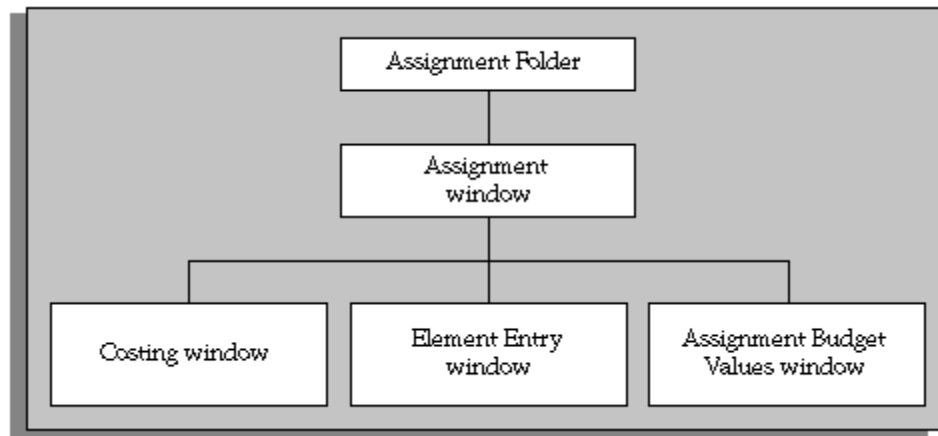 Assignment Folder
Assignment
window
Costing window
Element Entry
window
Assignment Budget
Values window